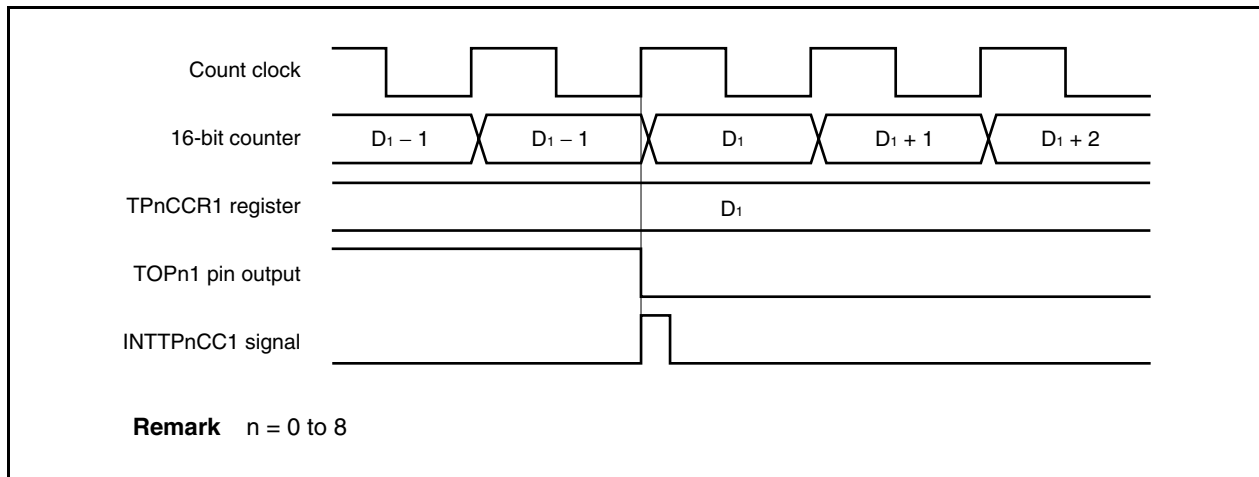 Count clock
16-bit counter
D₁ − 1 D₁ − 1 D₁ D₁ + 1 D₁ + 2
TPnCCR1 register
D₁
TOPn1 pin output
INTTPnCC1 signal
Remark n = 0 to 8